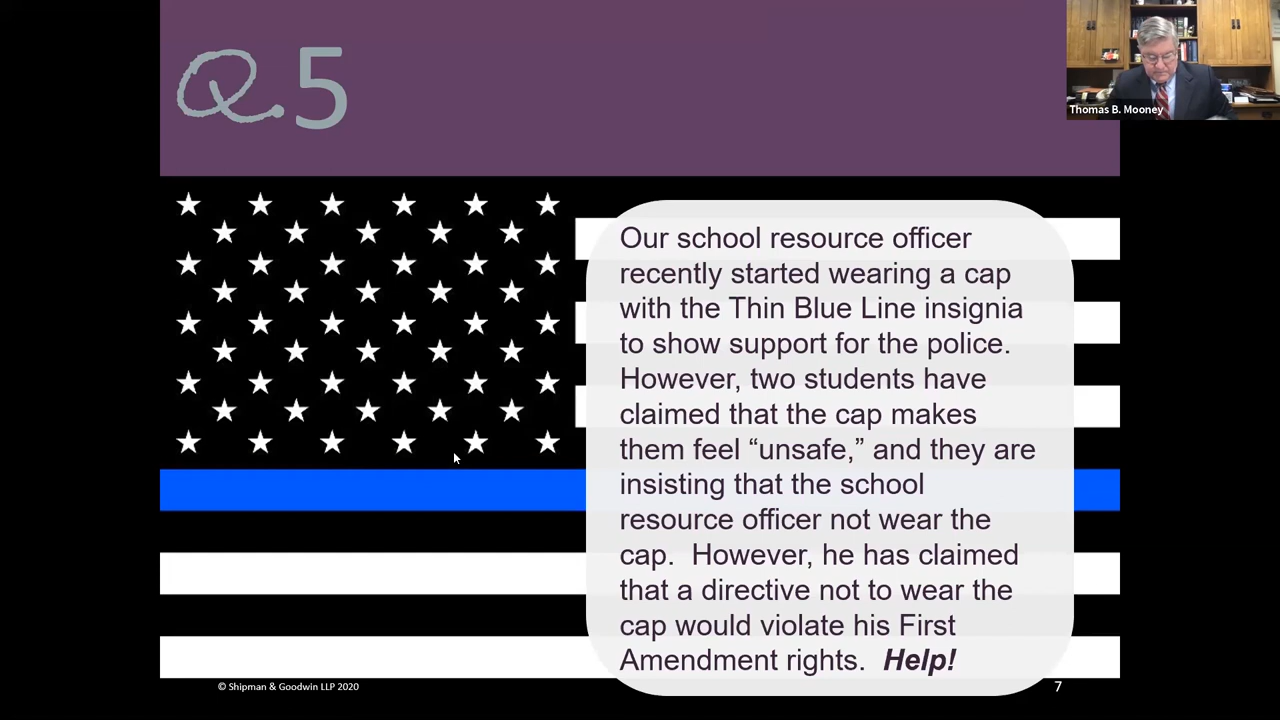 Q.5
Thomas B. Mooney
Our school resource officer
recently started wearing a cap
with the Thin Blue Line insignia
to show support for the police.
However, two students have
claimed that the cap makes
them feel “unsafe,” and they are
insisting that the school
resource officer not wear the
cap.  However, he has claimed
that a directive not to wear the
cap would violate his First
Amendment rights.  Help!
© Shipman & Goodwin LLP 2020
7